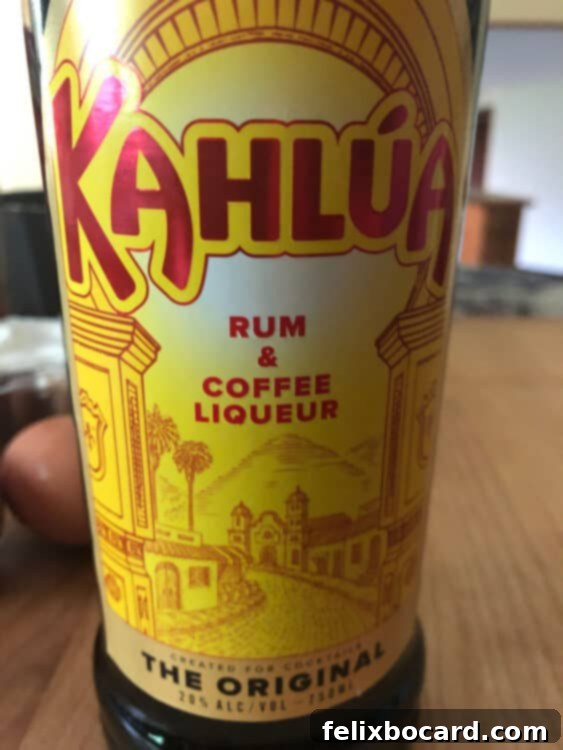 KAHLÚA
RUM
&
COFFEE
LIQUEUR
CREATED FOR COCKTAILS
THE ORIGINAL
20% ALC/VOL - 750ML
felixbocard.com